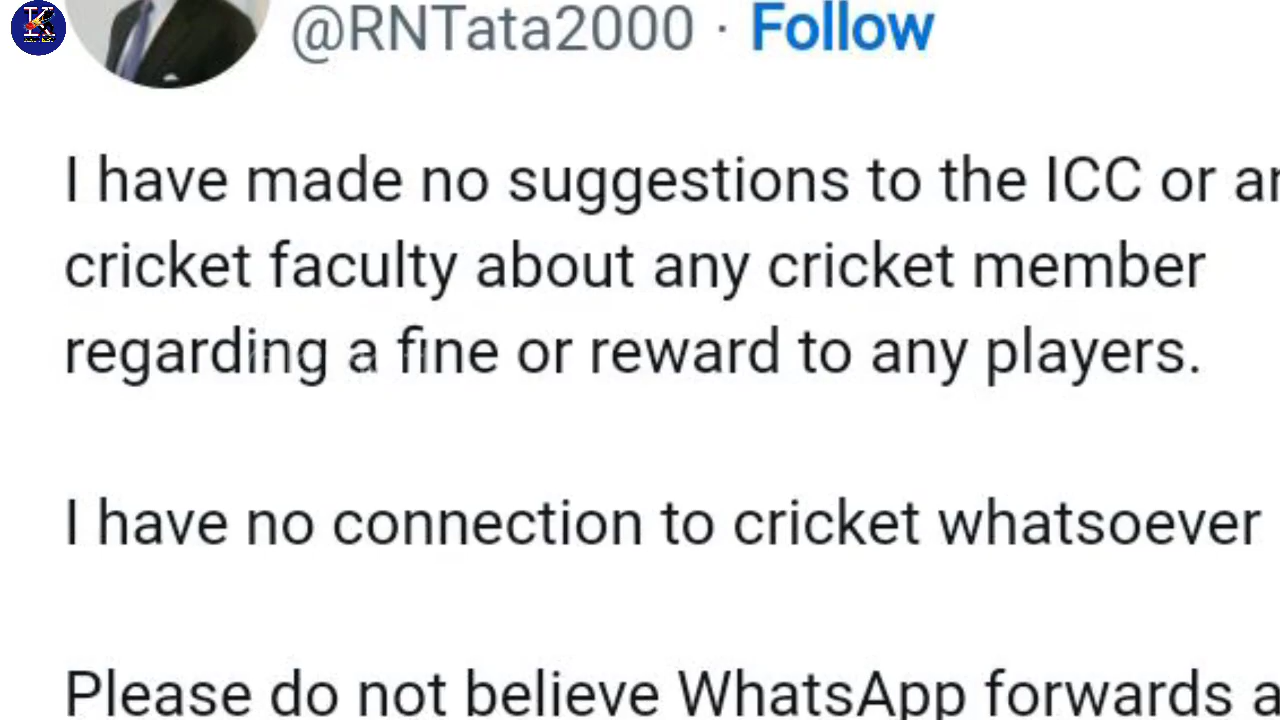 @RNTata2000 · Follow
I have made no suggestions to the ICC or
cricket faculty about any cricket member
regarding a fine or reward to any players.
I have no connection to cricket whatsoever
Please do not believe WhatsApp forwards